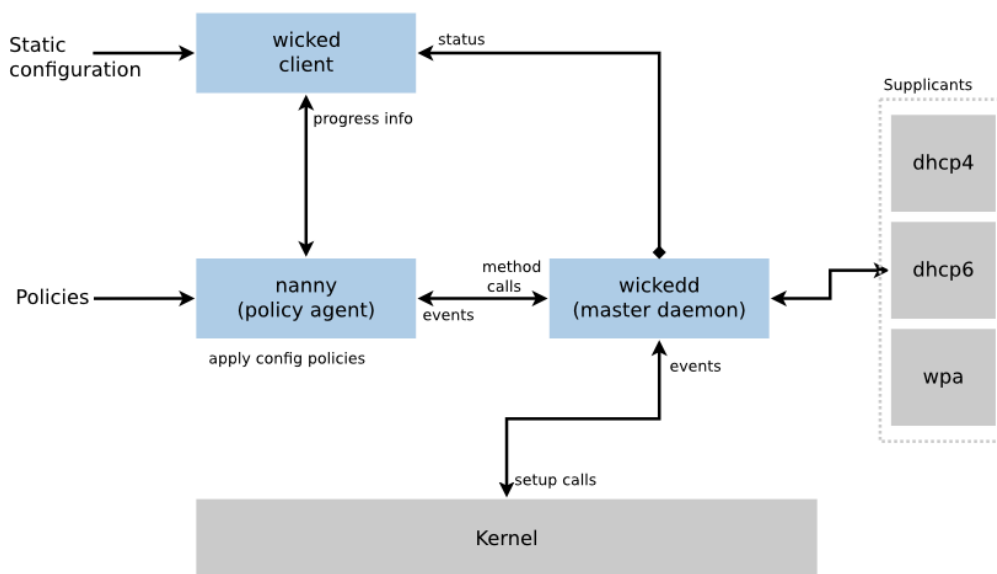 Static
configuration
wicked
client
status
progress info
Supplicants
dhcp4
dhcp6
wpa
Policies
nanny
(policy agent)
apply config policies
method
calls
events
wickedd
(master daemon)
events
setup calls
Kernel